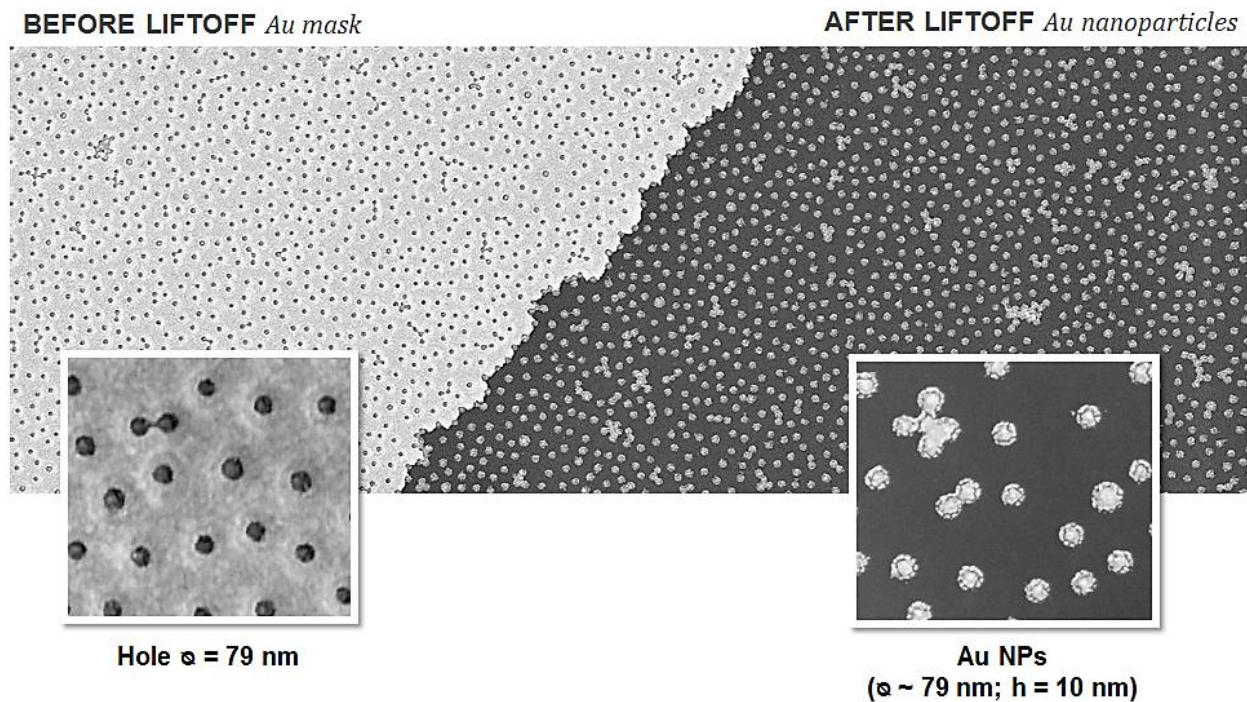 BEFORE LIFTOFF Au mask
AFTER LIFTOFF Au nanoparticles
Hole ᴓ = 79 nm
Au NPs
(ᴓ ~ 79 nm; h = 10 nm)